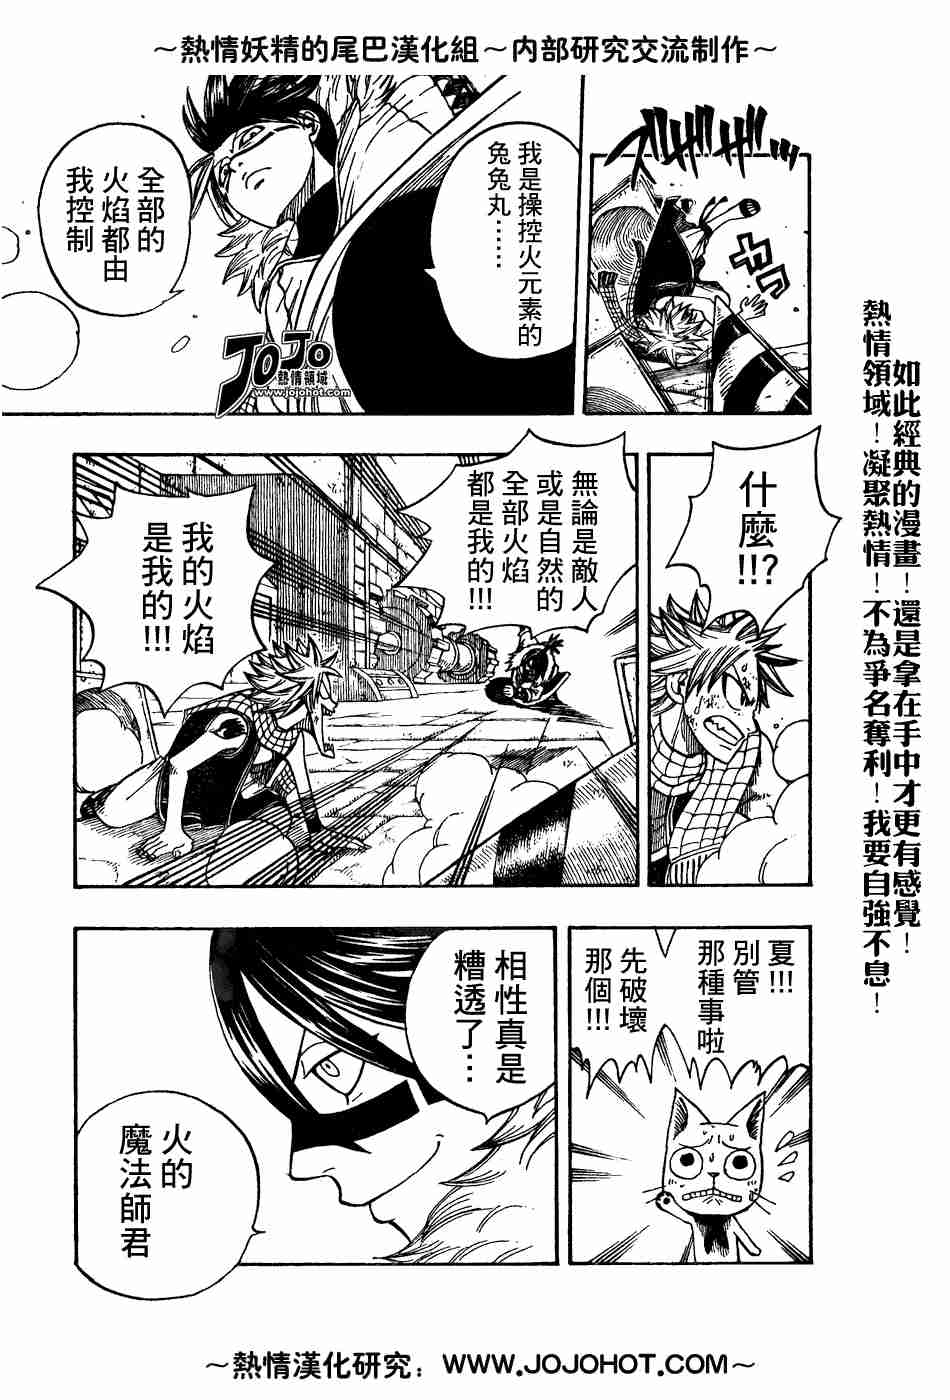 ～熱情妖精的尾巴漢化組～內部研究交流制作～
我是操控火元素的
兔兔丸……
全部的
火焰都由
我控制
JOJO
熱情領域
www.jojohot.com
什麼!!?
無論是敵人
或是自然的
全部火焰
都是我的!!!
我的火焰
是我的!!!
夏!!!
別管
那種事啦
先破壞
那個!!!
相性真是
糟透了…
火的
魔法師君
如此經典的漫畫！還是拿在手中才更有感覺！
熱情領域！凝聚熱情！不為爭名奪利！我要自強不息！
～熱情漢化研究：WWW.JOJOHOT.COM～